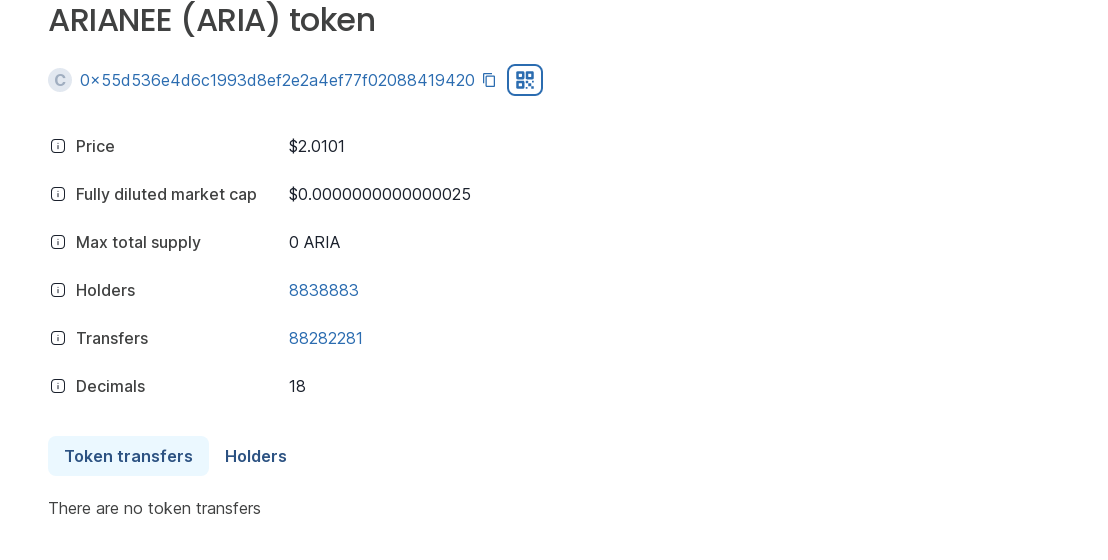 ARIANEE (ARIA) token
C 0x55d536e4d6c1993d8ef2e2a4ef77f02088419420
Price $2.0101
Fully diluted market cap $0.0000000000000025
Max total supply 0 ARIA
Holders 8838883
Transfers 88282281
Decimals 18
Token transfers Holders
There are no token transfers